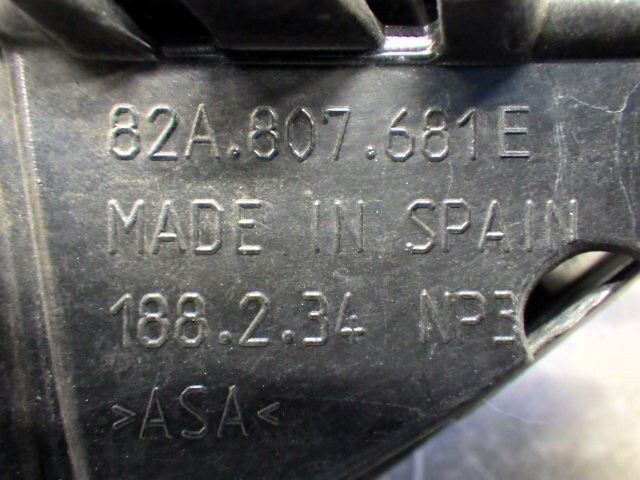 82A.807.681E
MADE IN SPAIN
188.2.34 NP3
>ASA<